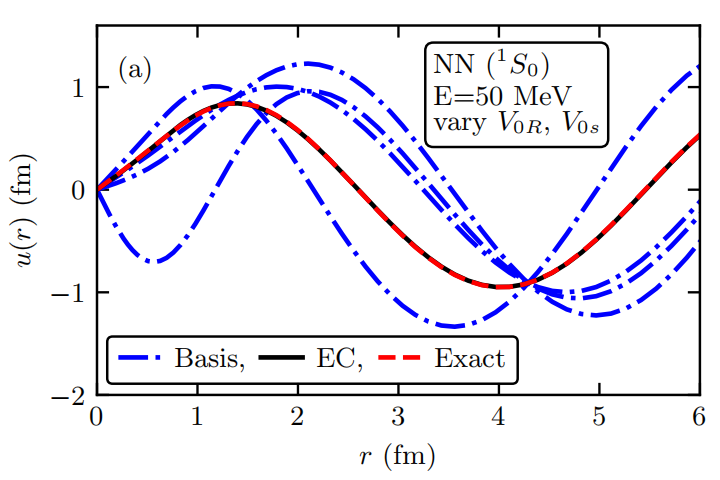 (a)
NN (¹S₀)
E=50 MeV
vary V₀R, V₀s
u(r) (fm)
1
0
−1
−2
Basis, EC, Exact
0 1 2 3 4 5 6
r (fm)